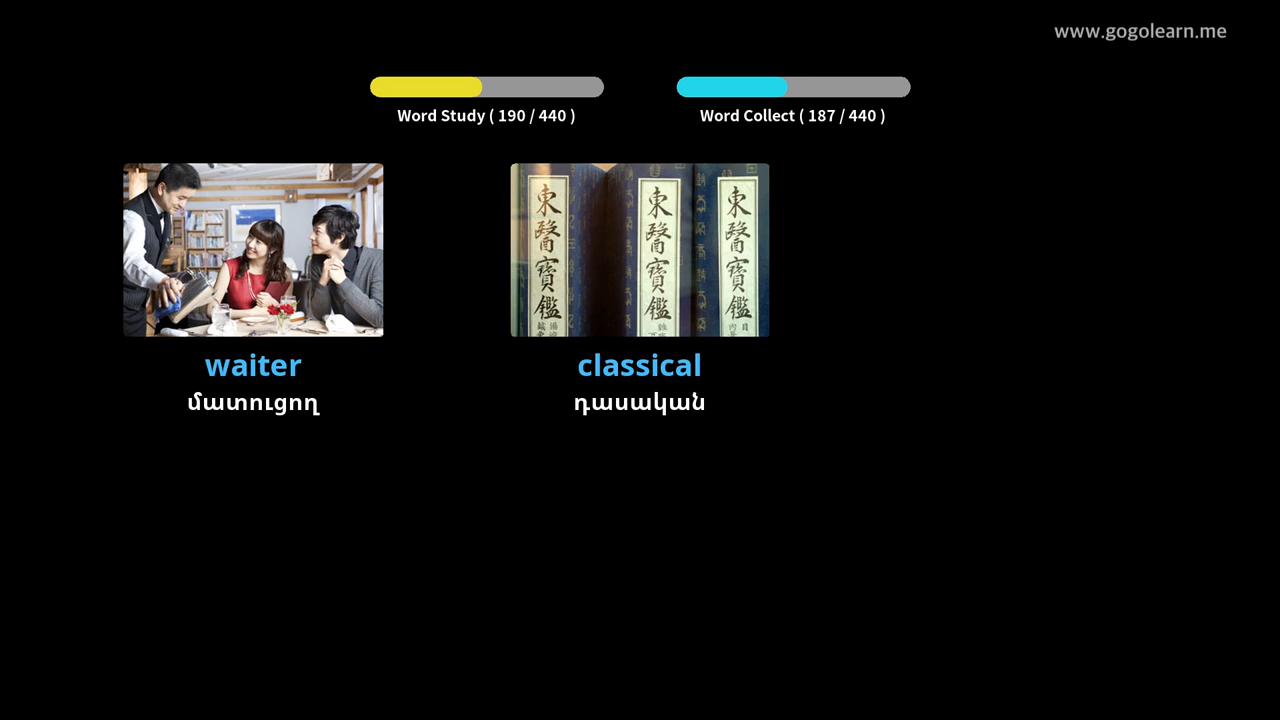 www.gogolearn.me
Word Study ( 190 / 440 )
Word Collect ( 187 / 440 )
東醫寶鑑
東醫寶鑑
東醫寶鑑
waiter
մատուցող
classical
դասական